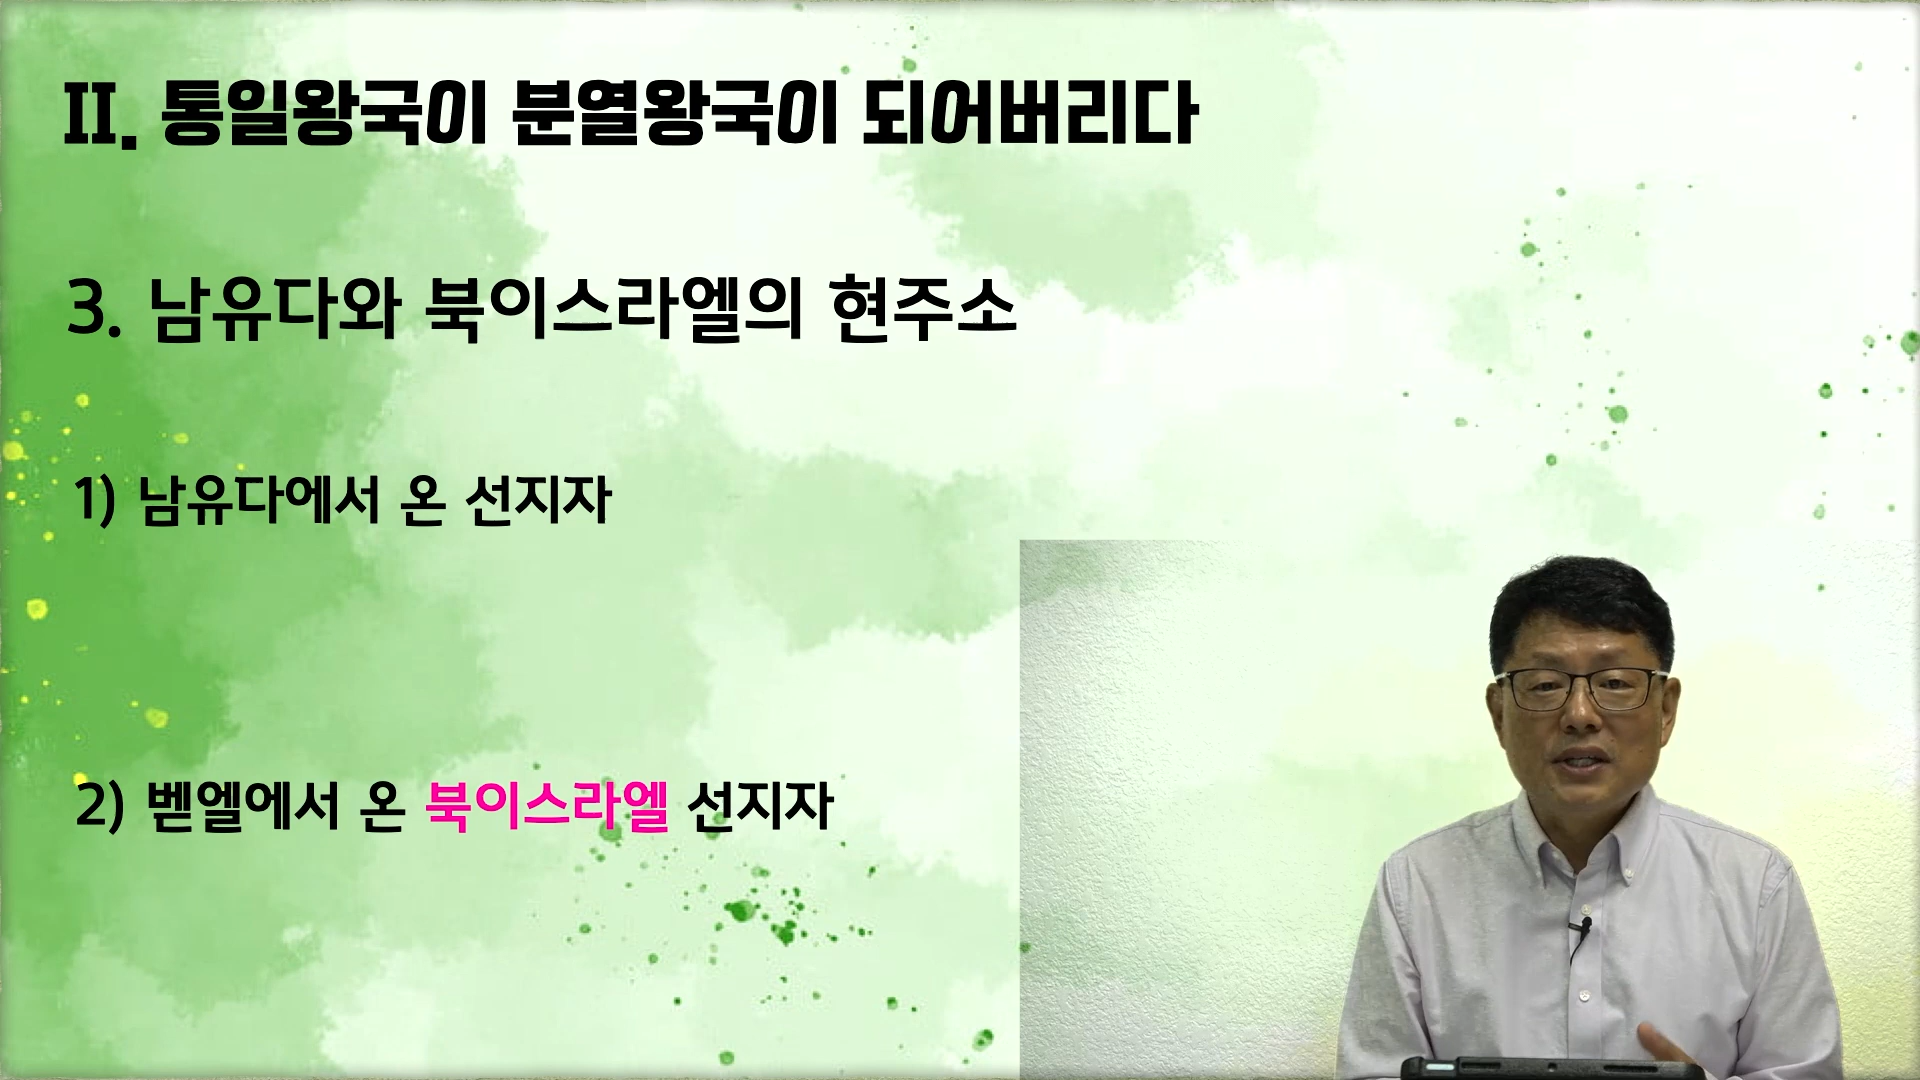 II. 통일왕국이 분열왕국이 되어버리다
3. 남유다와 북이스라엘의 현주소
1) 남유다에서 온 선지자
2) 벧엘에서 온 북이스라엘 선지자